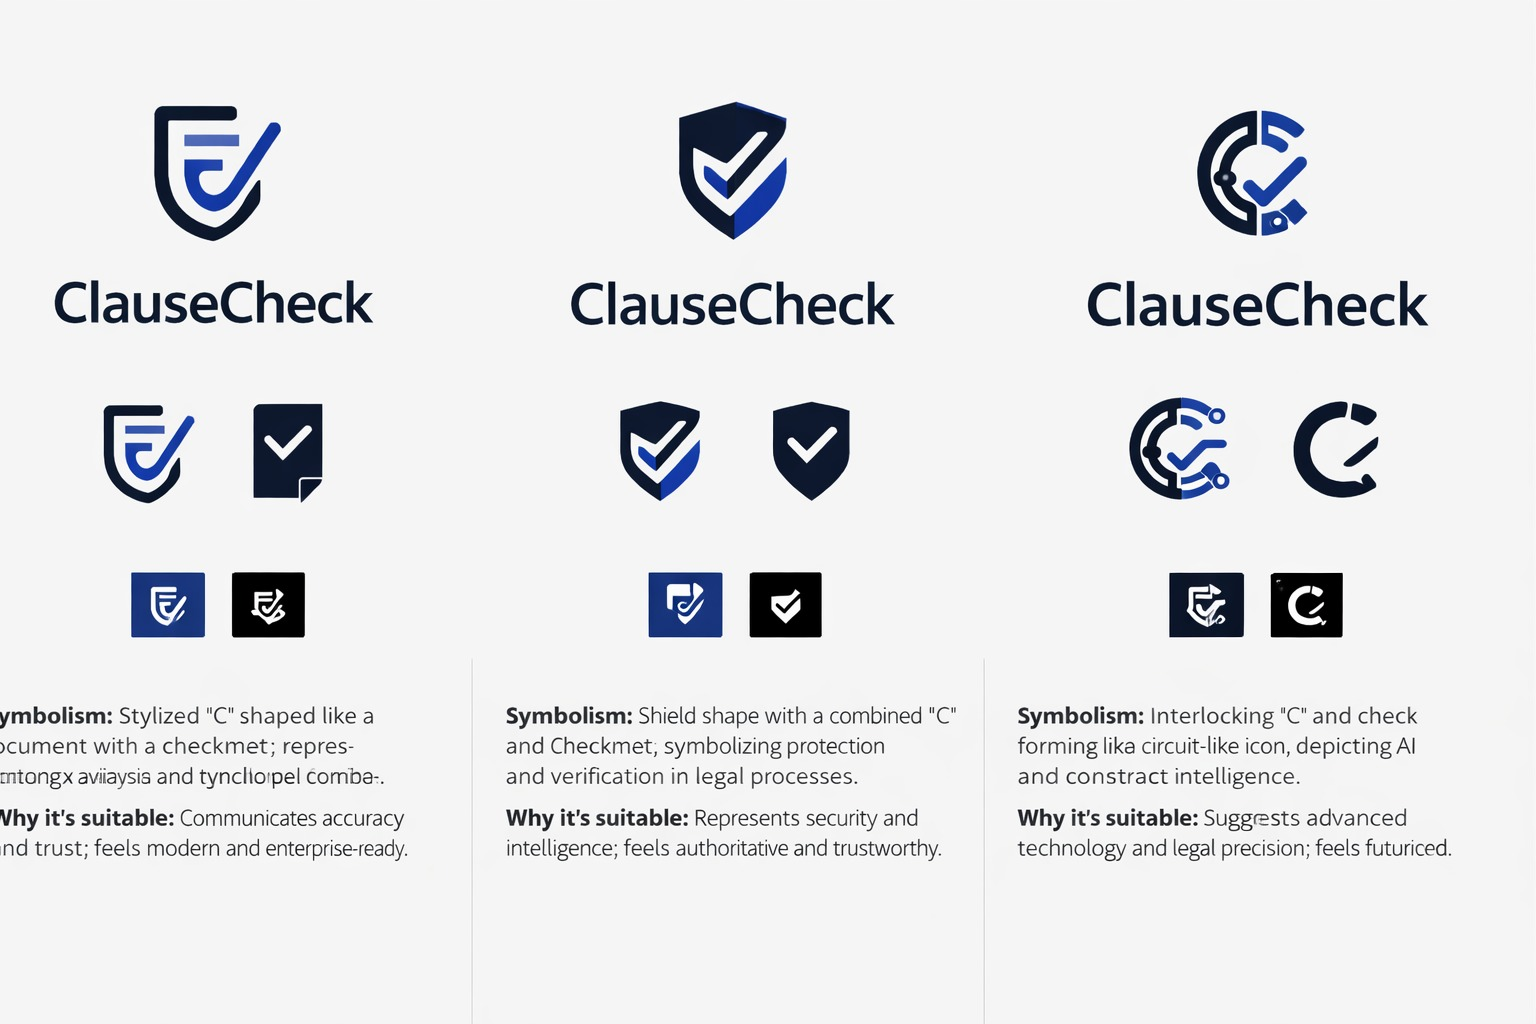 ClauseCheck
ClauseCheck
ClauseCheck
ymbolism: Stylized "C" shaped like a
ocument with a checkmet; repres-
and
Why it's suitable: Communicates accuracy
nd trust; feels modern and enterprise-ready.
Symbolism: Shield shape with a combined "C"
and Checkmet, symbolizing protection
and verification in legal processes.
Why it's suitable: Represents security and
intelligence; feels authoritative and trustworthy.
Symbolism: Interlocking "C" and check
forming lika circuit-like icon, depicting AI
and constract intelligence.
Why it's suitable: Suggests advanced
technology and legal precision; feels futuriced.